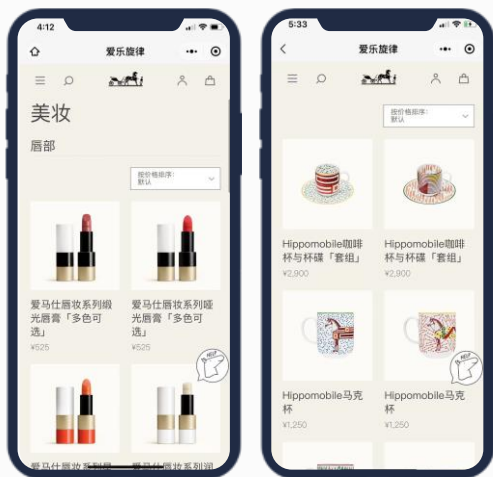 4:12
爱乐旋律
美妆
唇部
按价格排序:
默认
爱马仕唇妆系列缎
光唇膏「多色可
选」
¥525
爱马仕唇妆系列哑
光唇膏「多色可
选」
¥525
HELP
5:33
爱乐旋律
按价格排序:
默认
Hippomobile咖啡
杯与杯碟「套组」
¥2,900
Hippomobile咖啡
杯与杯碟「套组」
¥2,900
Hippomobile马克
杯
¥1,250
Hippomobile马克
杯
¥1,250
HELP